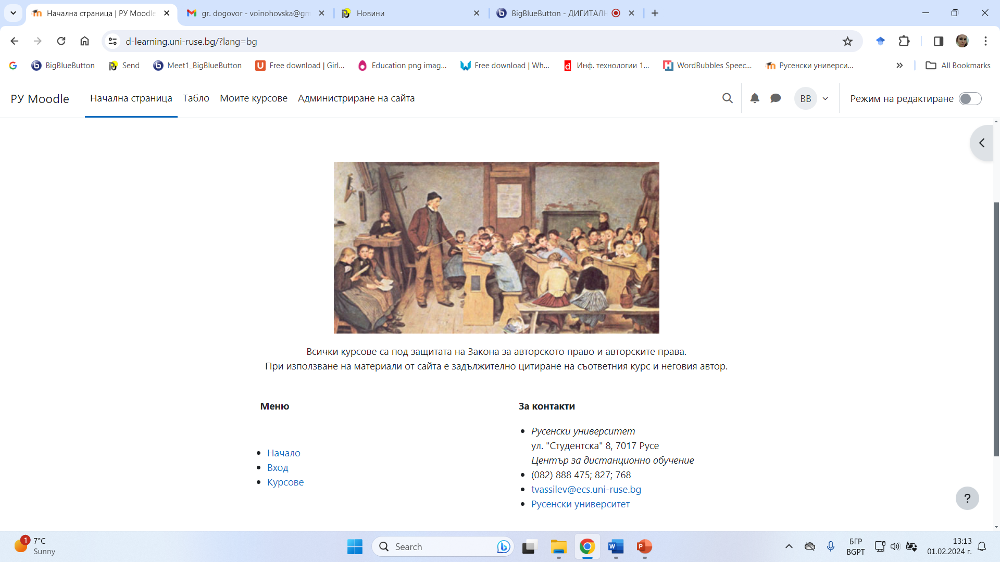 Начална страница | РУ Moodle
gr. dogovor - voinohovska@gm
Новини
BigBlueButton - ДИГИТАЛН
d-learning.uni-ruse.bg/?lang=bg
BigBlueButton
Send
Meet1_BigBlueButton
Free download | Girl...
Education png imag...
Free download | Wh...
Инф. технологии 1...
WordBubbles Speec...
Русенски универси...
All Bookmarks
РУ Moodle
Начална страница
Табло
Моите курсове
Администриране на сайта
ВВ
Режим на редактиране
Всички курсове са под защитата на Закона за авторското право и авторските права.
При използване на материали от сайта е задължително цитиране на съответния курс и неговия автор.
Меню
Начало
Вход
Курсове
За контакти
Русенски университет
ул. "Студентска" 8, 7017 Русе
Център за дистанционно обучение
(082) 888 475; 827; 768
tvassilev@ecs.uni-ruse.bg
Русенски университет
?
1
7°C
Sunny
Search
БГР
BGPT
13:13
01.02.2024 г.